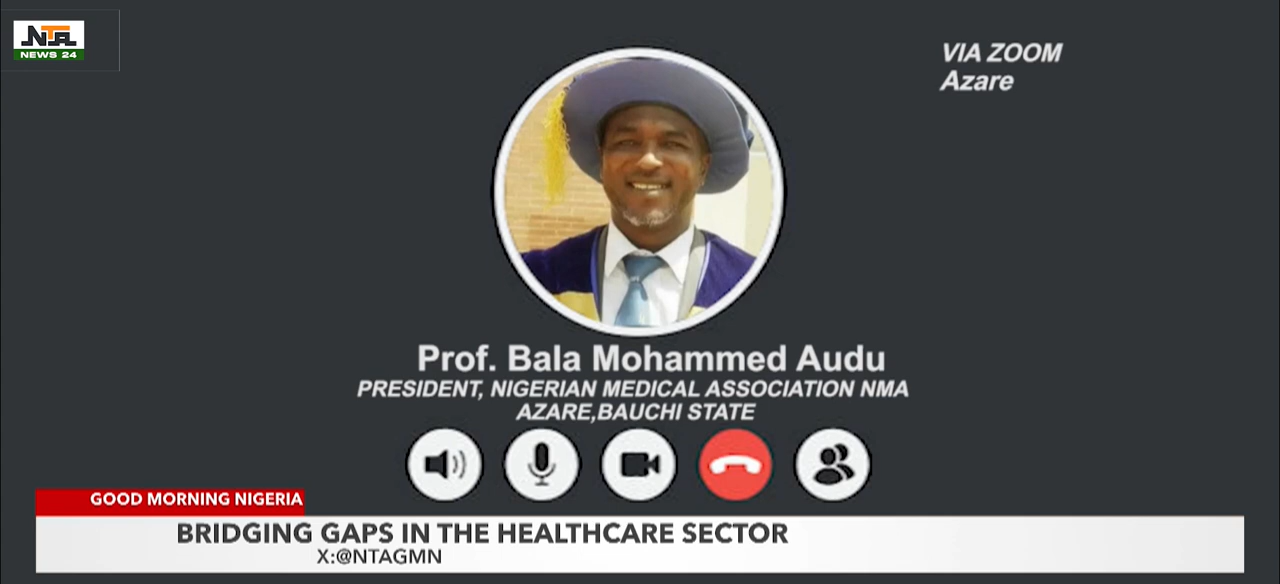 NTA
NEWS 24
VIA ZOOM
Azare
Prof. Bala Mohammed Audu
PRESIDENT, NIGERIAN MEDICAL ASSOCIATION NMA
AZARE,BAUCHI STATE
GOOD MORNING NIGERIA
BRIDGING GAPS IN THE HEALTHCARE SECTOR
X:@NTAGMN